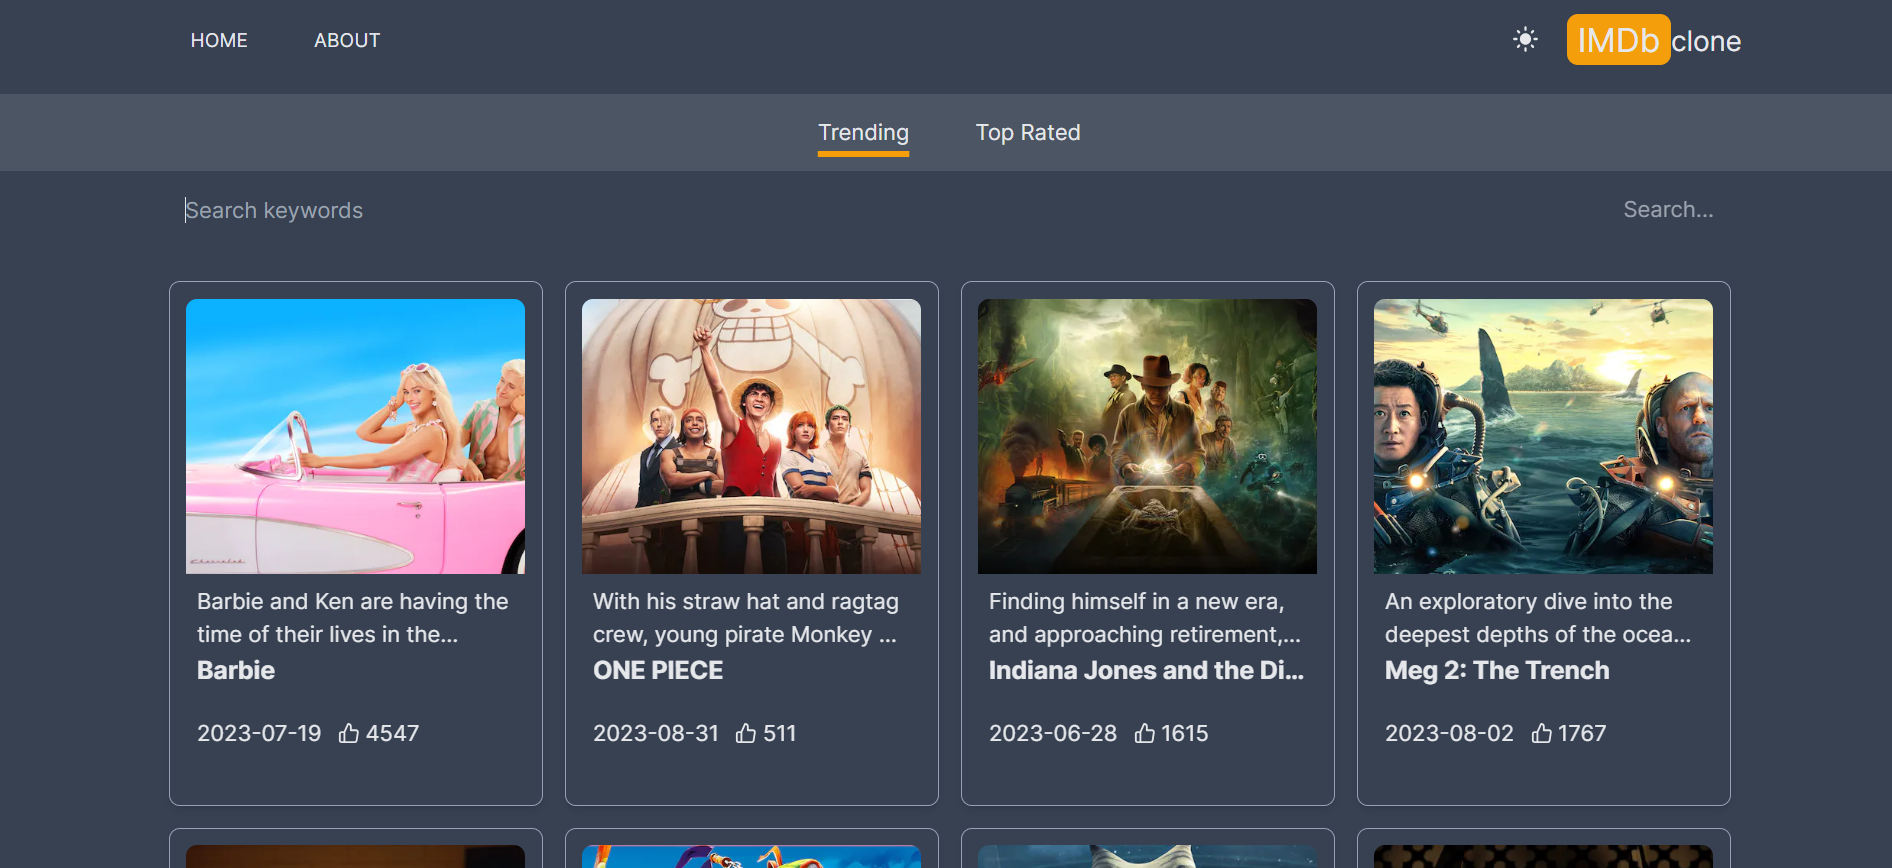 HOME ABOUT IMDb clone
Trending Top Rated
Search keywords Search...
Barbie and Ken are having the
time of their lives in the...
Barbie
2023-07-19 4547
With his straw hat and ragtag
crew, young pirate Monkey ...
ONE PIECE
2023-08-31 511
Finding himself in a new era,
and approaching retirement,...
Indiana Jones and the Di...
2023-06-28 1615
An exploratory dive into the
deepest depths of the ocea...
Meg 2: The Trench
2023-08-02 1767